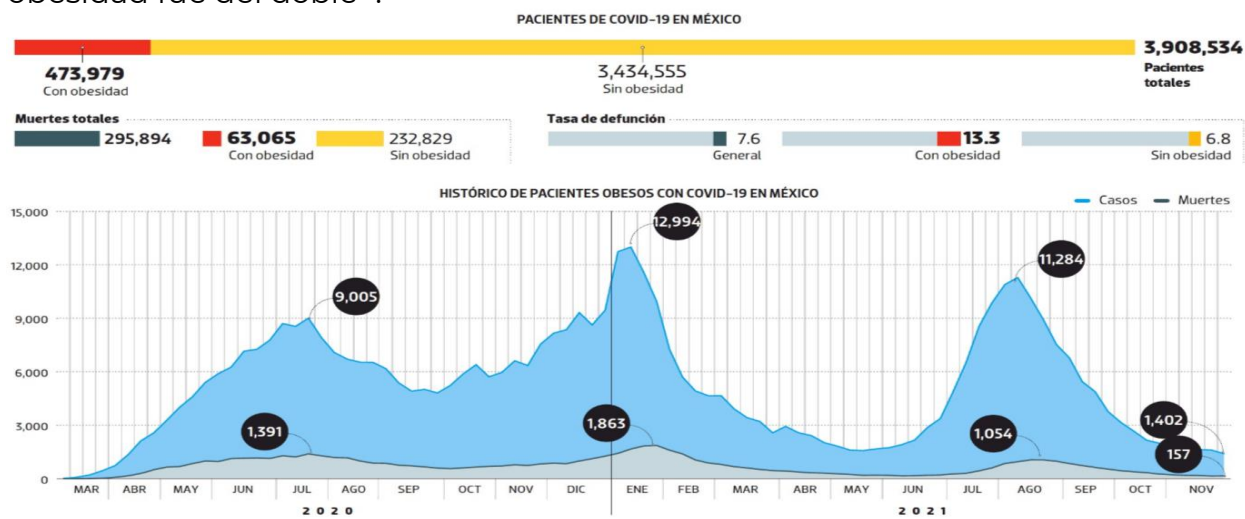 obesidad fue del doble".
PACIENTES DE COVID-19 EN MÉXICO
3,908,534
473,979
3,434,555
Pacientes
Con obesidad
Sin obesidad
totales
Muertes totales
Tasa de defunción
295,894
63,065
232,829
7.6
13.3
6.8
Con obesidad
Sin obesidad
General
Con obesidad
Sin obesidad
HISTÓRICO DE PACIENTES OBESOS CON COVID-19 EN MÉXICO
Casos
Muertes
15,000
12,994
12,000
11,284
9,005
9,000
6,000
3,000
1,391
1,863
1,054
1,402
157
0
MAR ABR MAY JUN JUL AGO SEP OCT NOV DIC ENE FEB MAR ABR MAY JUN JUL AGO SEP OCT NOV
2020 2021